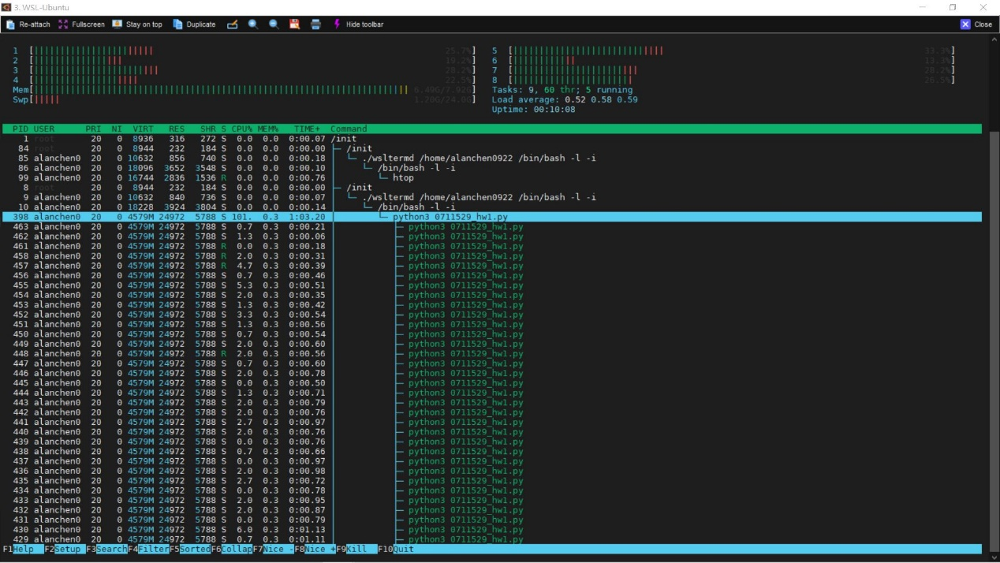 3. WSL-Ubuntu
Re-attach Fullscreen Stay on top Duplicate Hide toolbar Close
1 [ 25.7%] 5 [ 33.3%]
2 [ 19.2%] 6 [ 13.3%]
3 [ 28.2%] 7 [ 28.2%]
4 [ 22.5%] 8 [ 26.5%]
Mem[ 6.49G/7.92G] Tasks: 9, 60 thr; 5 running
Swp[ 1.20G/24.0G] Load average: 0.52 0.58 0.59
Uptime: 00:10:08
PID USER PRI NI VIRT RES SHR S CPU% MEM% TIME+ Command
1 root 20 0 8936 316 272 S 0.0 0.0 0:00.07 /init
84 root 20 0 8944 232 184 S 0.0 0.0 0:00.00 /init
85 alanchen0 20 0 10632 856 740 S 0.0 0.0 0:00.18 ./wsltermd /home/alanchen0922 /bin/bash -l -i
86 alanchen0 20 0 18096 3652 3548 S 0.0 0.0 0:00.10 /bin/bash -l -i
99 alanchen0 20 0 16744 2836 1536 R 0.0 0.0 0:00.76 htop
8 root 20 0 8944 232 184 S 0.0 0.0 0:00.00 /init
9 alanchen0 20 0 10632 840 736 S 0.0 0.0 0:00.07 ./wsltermd /home/alanchen0922 /bin/bash -l -i
10 alanchen0 20 0 18228 3924 3804 S 0.0 0.0 0:00.14 /bin/bash -l -i
398 alanchen0 20 0 4579M 24972 5788 S 101. 0.3 1:03.20 python3 0711529_hw1.py
463 alanchen0 20 0 4579M 24972 5788 S 0.7 0.3 0:00.21 python3 0711529_hw1.py
462 alanchen0 20 0 4579M 24972 5788 S 1.3 0.3 0:00.06 python3 0711529_hw1.py
461 alanchen0 20 0 4579M 24972 5788 R 0.0 0.3 0:00.18 python3 0711529_hw1.py
458 alanchen0 20 0 4579M 24972 5788 R 2.0 0.3 0:00.31 python3 0711529_hw1.py
457 alanchen0 20 0 4579M 24972 5788 R 4.7 0.3 0:00.39 python3 0711529_hw1.py
456 alanchen0 20 0 4579M 24972 5788 S 0.7 0.3 0:00.46 python3 0711529_hw1.py
455 alanchen0 20 0 4579M 24972 5788 S 5.3 0.3 0:00.51 python3 0711529_hw1.py
454 alanchen0 20 0 4579M 24972 5788 S 2.0 0.3 0:00.35 python3 0711529_hw1.py
453 alanchen0 20 0 4579M 24972 5788 S 1.3 0.3 0:00.42 python3 0711529_hw1.py
452 alanchen0 20 0 4579M 24972 5788 S 3.3 0.3 0:00.54 python3 0711529_hw1.py
451 alanchen0 20 0 4579M 24972 5788 S 1.3 0.3 0:00.56 python3 0711529_hw1.py
450 alanchen0 20 0 4579M 24972 5788 S 0.7 0.3 0:00.54 python3 0711529_hw1.py
449 alanchen0 20 0 4579M 24972 5788 S 2.0 0.3 0:00.60 python3 0711529_hw1.py
448 alanchen0 20 0 4579M 24972 5788 R 2.0 0.3 0:00.56 python3 0711529_hw1.py
447 alanchen0 20 0 4579M 24972 5788 S 0.7 0.3 0:00.60 python3 0711529_hw1.py
446 alanchen0 20 0 4579M 24972 5788 S 2.0 0.3 0:00.78 python3 0711529_hw1.py
445 alanchen0 20 0 4579M 24972 5788 S 0.0 0.3 0:00.50 python3 0711529_hw1.py
444 alanchen0 20 0 4579M 24972 5788 S 1.3 0.3 0:00.71 python3 0711529_hw1.py
443 alanchen0 20 0 4579M 24972 5788 S 2.0 0.3 0:00.79 python3 0711529_hw1.py
442 alanchen0 20 0 4579M 24972 5788 S 2.0 0.3 0:00.76 python3 0711529_hw1.py
441 alanchen0 20 0 4579M 24972 5788 S 2.7 0.3 0:00.97 python3 0711529_hw1.py
440 alanchen0 20 0 4579M 24972 5788 S 2.0 0.3 0:00.76 python3 0711529_hw1.py
439 alanchen0 20 0 4579M 24972 5788 S 0.0 0.3 0:00.76 python3 0711529_hw1.py
438 alanchen0 20 0 4579M 24972 5788 S 0.7 0.3 0:00.66 python3 0711529_hw1.py
437 alanchen0 20 0 4579M 24972 5788 S 0.0 0.3 0:00.97 python3 0711529_hw1.py
436 alanchen0 20 0 4579M 24972 5788 S 2.0 0.3 0:00.98 python3 0711529_hw1.py
435 alanchen0 20 0 4579M 24972 5788 S 2.7 0.3 0:00.72 python3 0711529_hw1.py
434 alanchen0 20 0 4579M 24972 5788 S 0.0 0.3 0:00.78 python3 0711529_hw1.py
433 alanchen0 20 0 4579M 24972 5788 S 2.0 0.3 0:00.95 python3 0711529_hw1.py
432 alanchen0 20 0 4579M 24972 5788 S 2.0 0.3 0:00.87 python3 0711529_hw1.py
431 alanchen0 20 0 4579M 24972 5788 S 0.0 0.3 0:00.79 python3 0711529_hw1.py
430 alanchen0 20 0 4579M 24972 5788 S 6.0 0.3 0:01.13 python3 0711529_hw1.py
429 alanchen0 20 0 4579M 24972 5788 S 0.7 0.3 0:01.11 python3 0711529_hw1.py
F1Help F2Setup F3SearchF4FilterF5SortedF6CollapF7Nice -F8Nice +F9Kill F10Quit